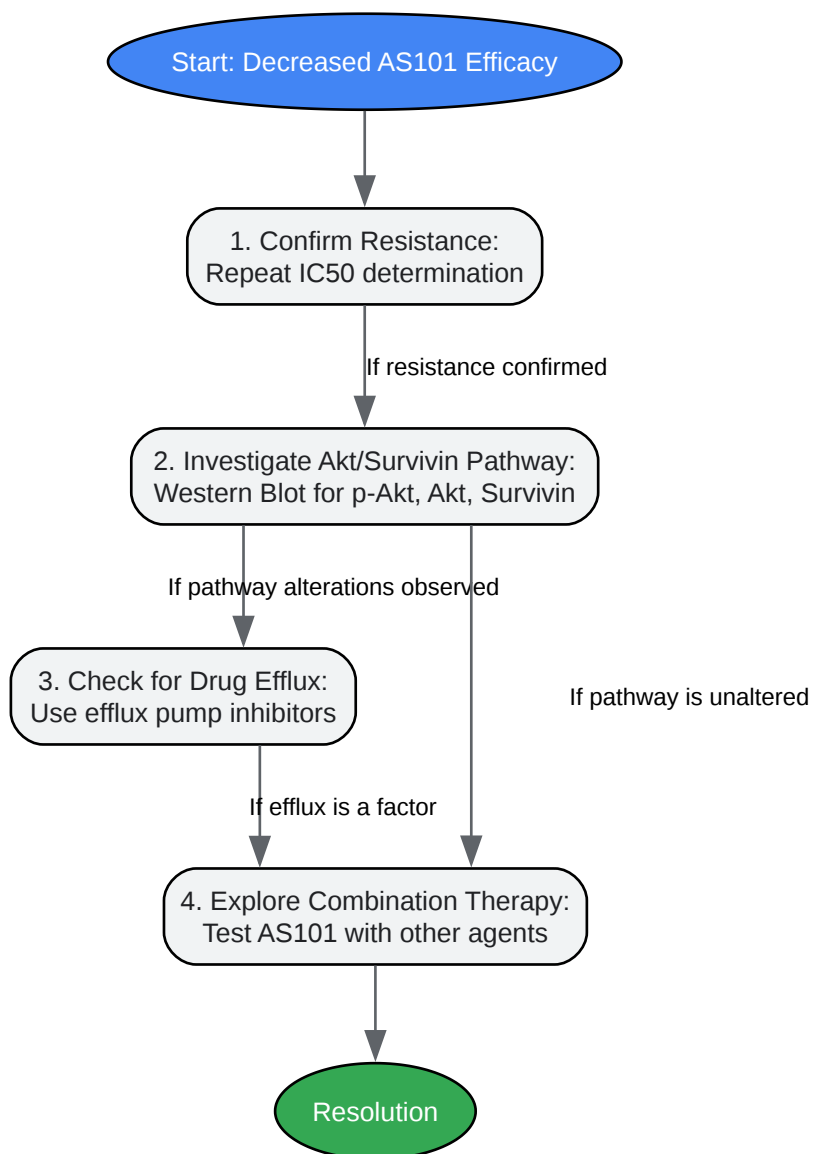 Start: Decreased AS101 Efficacy
1. Confirm Resistance:
Repeat IC50 determination
If resistance confirmed
2. Investigate Akt/Survivin Pathway:
Western Blot for p-Akt, Akt, Survivin
If pathway alterations observed
3. Check for Drug Efflux:
Use efflux pump inhibitors
If pathway is unaltered
If efflux is a factor
4. Explore Combination Therapy:
Test AS101 with other agents
Resolution